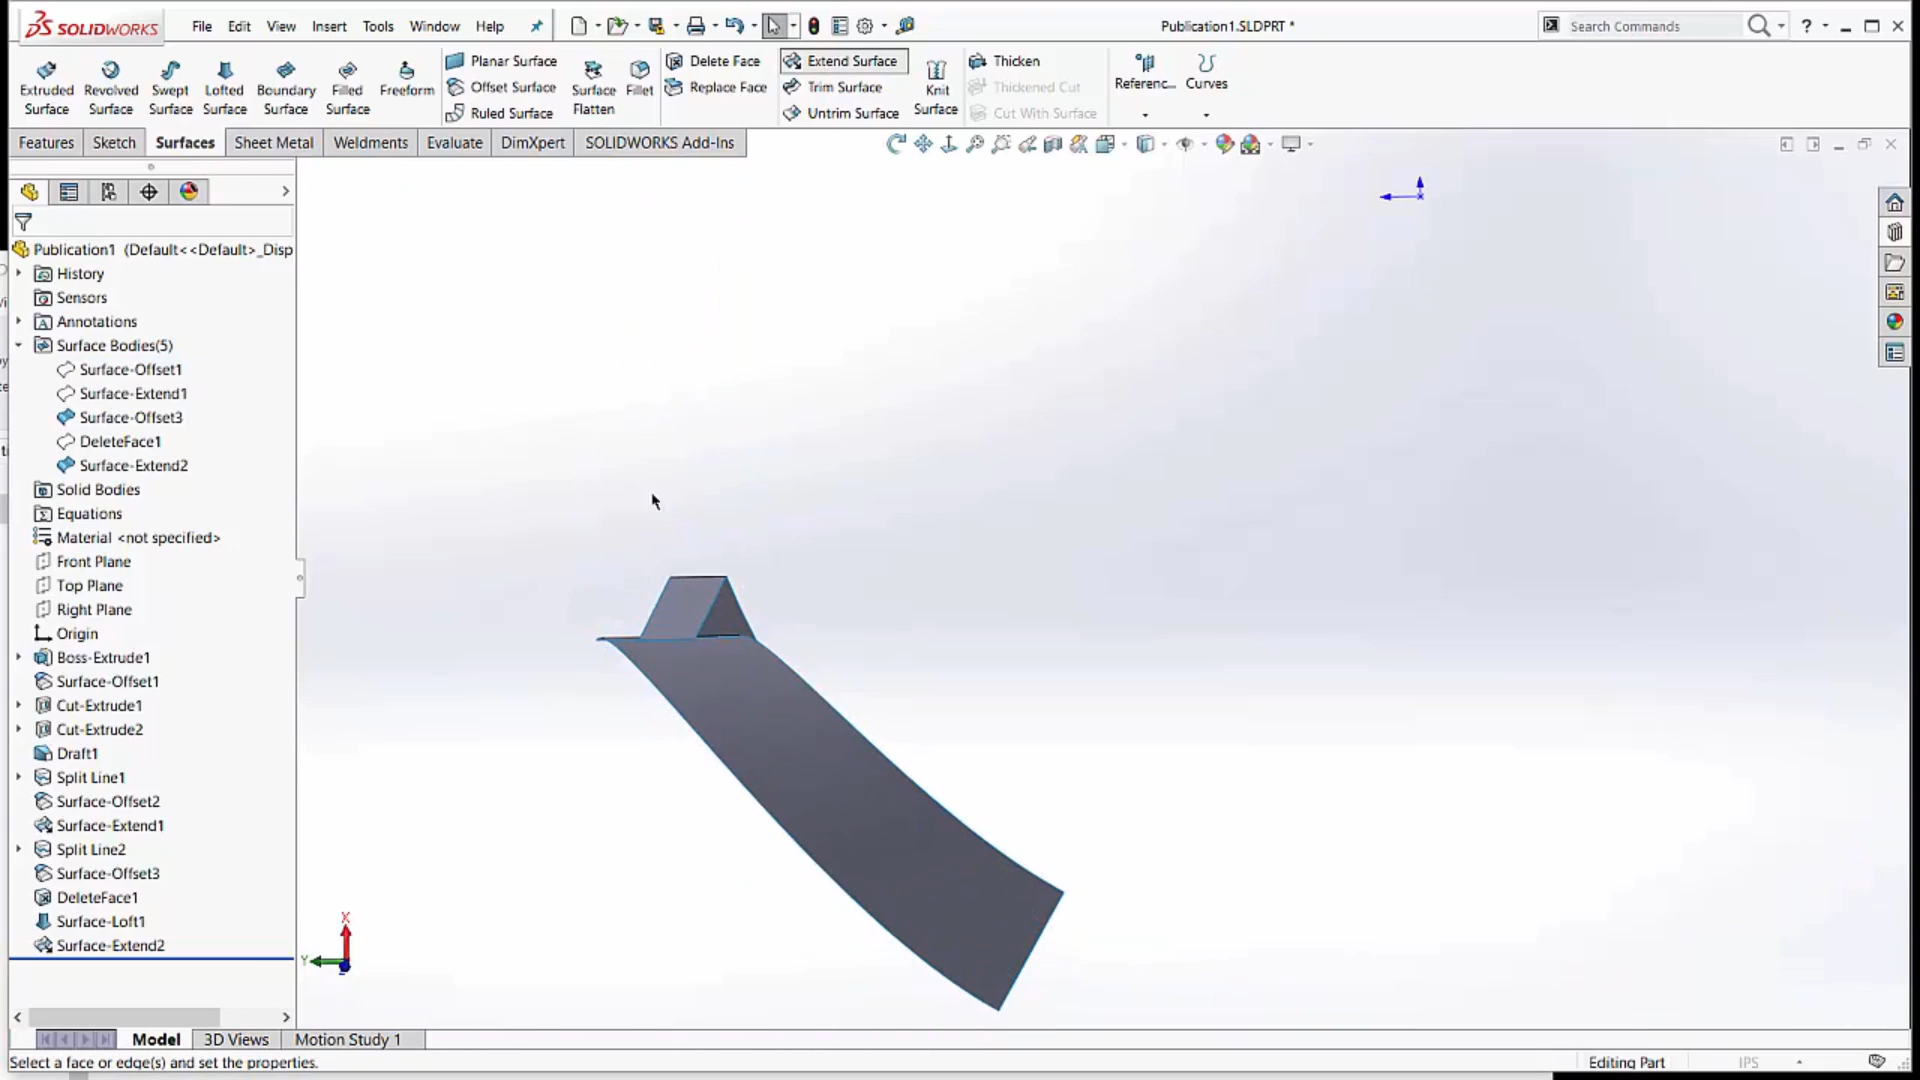 SOLIDWORKS File Edit View Insert Tools Window Help Publication1.SLDPRT * Search Commands ?
Extruded Surface
Revolved Surface
Swept Surface
Lofted Surface
Boundary Surface
Filled Surface
Freeform
Planar Surface
Offset Surface
Ruled Surface
Surface Flatten
Fillet
Delete Face
Replace Face
Extend Surface
Trim Surface
Untrim Surface
Knit Surface
Thicken
Thickened Cut
Cut With Surface
Referenc...
Curves
Features Sketch Surfaces Sheet Metal Weldments Evaluate DimXpert SOLIDWORKS Add-Ins
Publication1 (Default<<Default>_Disp
History
Sensors
Annotations
Surface Bodies(5)
Surface-Offset1
Surface-Extend1
Surface-Offset3
DeleteFace1
Surface-Extend2
Solid Bodies
Equations
Material <not specified>
Front Plane
Top Plane
Right Plane
Origin
Boss-Extrude1
Surface-Offset1
Cut-Extrude1
Cut-Extrude2
Draft1
Split Line1
Surface-Offset2
Surface-Extend1
Split Line2
Surface-Offset3
DeleteFace1
Surface-Loft1
Surface-Extend2
X
Y
Model 3D Views Motion Study 1
Select a face or edge(s) and set the properties. Editing Part IPS